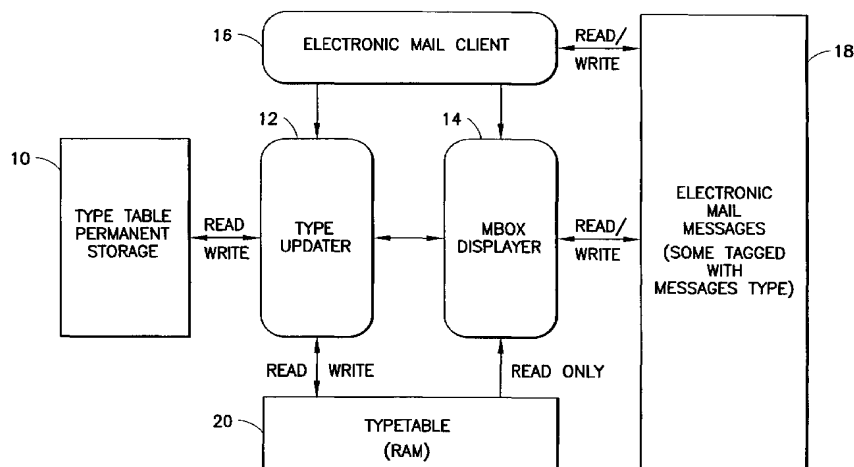 16
ELECTRONIC MAIL CLIENT
READ/
WRITE
18
12
14
10
TYPE TABLE
PERMANENT
STORAGE
READ
WRITE
TYPE
UPDATER
MBOX
DISPLAYER
READ/
WRITE
ELECTRONIC
MAIL
MESSAGES
(SOME TAGGED
WITH
MESSAGES TYPE)
READ WRITE
READ ONLY
20
TYPETABLE
(RAM)